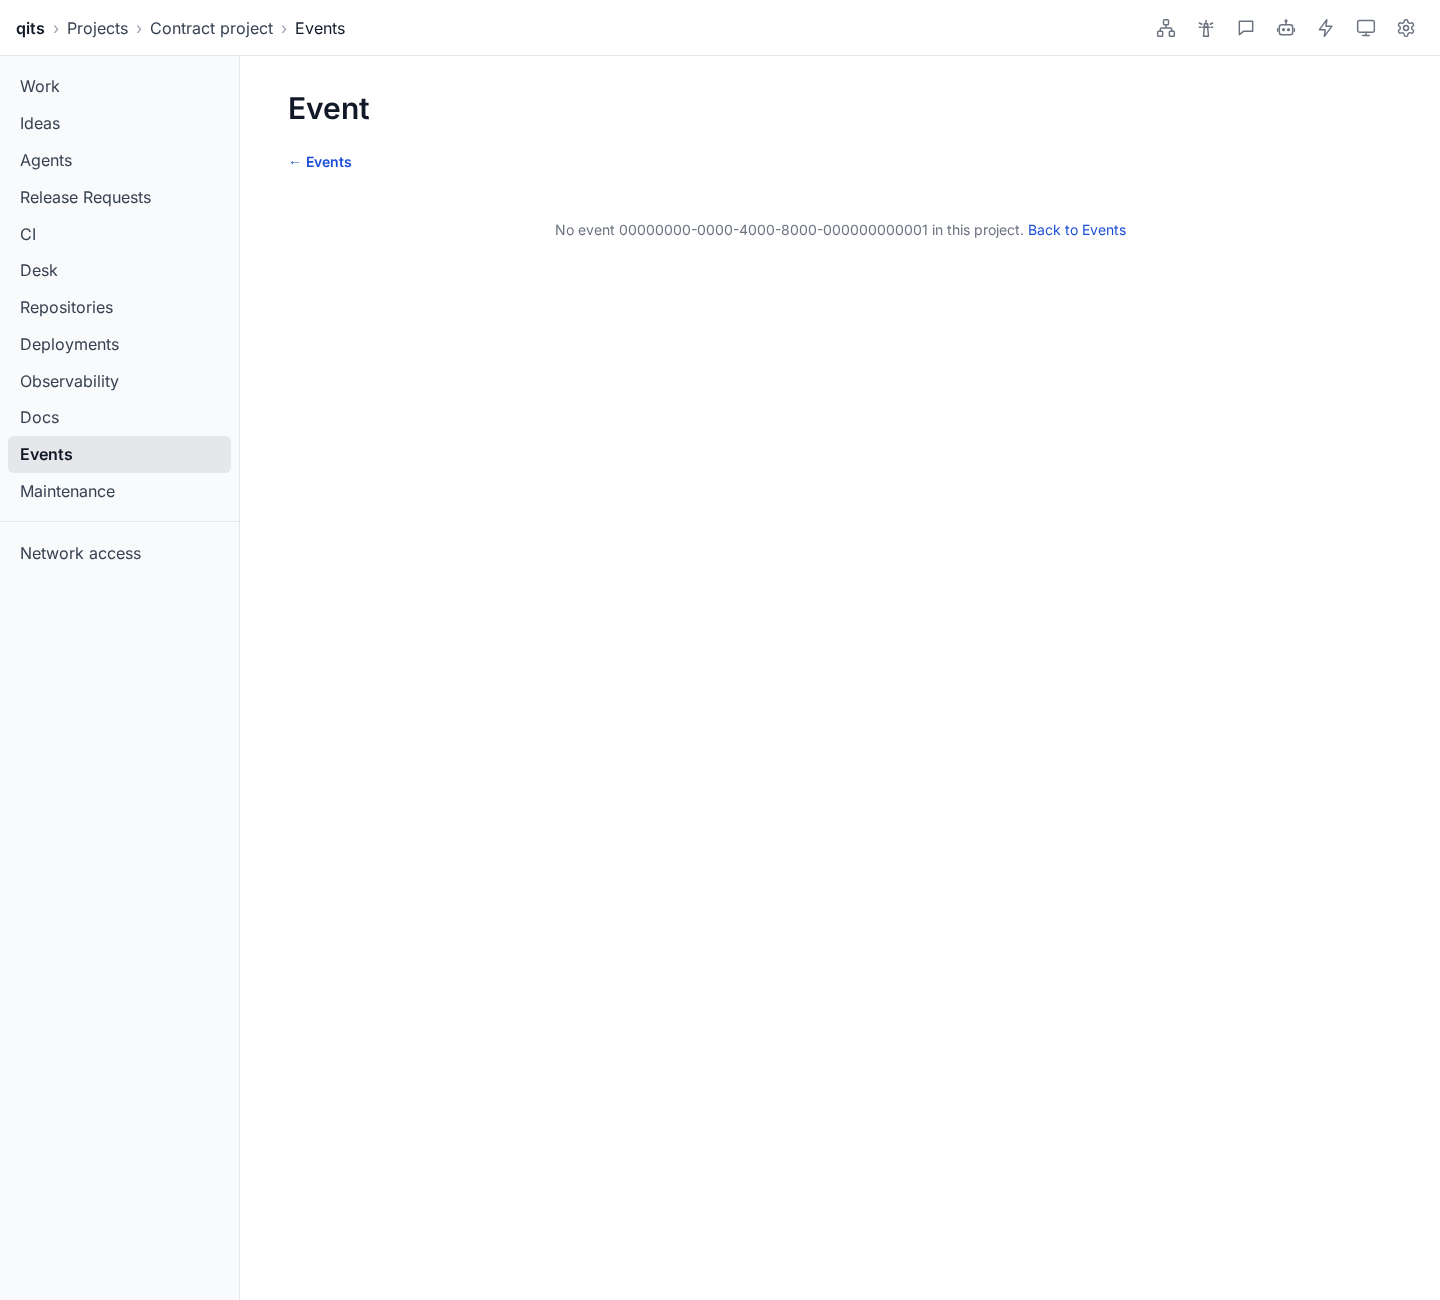 qits › Projects › Contract project › Events
Work
Ideas
Agents
Release Requests
CI
Desk
Repositories
Deployments
Observability
Docs
Events
Maintenance
Network access
Event
← Events
No event 00000000-0000-4000-8000-000000000001 in this project. Back to Events